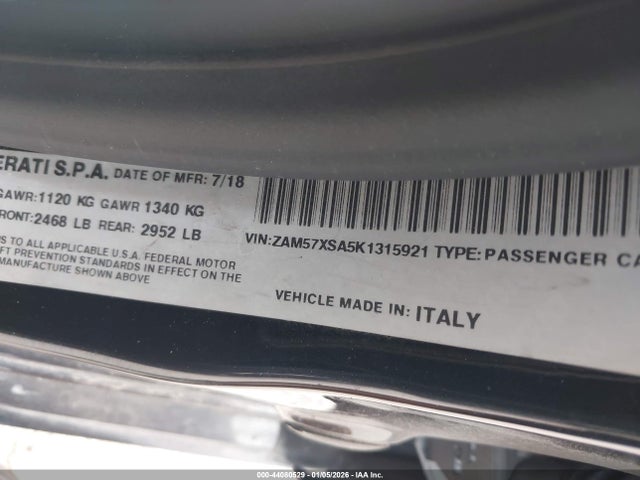 ERATI S.P.A. DATE OF MFR: 7/18
GAWR:1120 KG GAWR 1340 KG
FRONT:2468 LB REAR: 2952 LB
S TO ALL APPLICABLE U.S.A. FEDERAL MOTOR
FT PREVENTION STANDARDS IN EFFECT ON THE
MANUFACTURE SHOWN ABOVE
VIN:ZAM57XSA5K1315921 TYPE:PASSENGER CA
VEHICLE MADE IN: ITALY
000-44080529 - 01/05/2026 - IAA Inc.